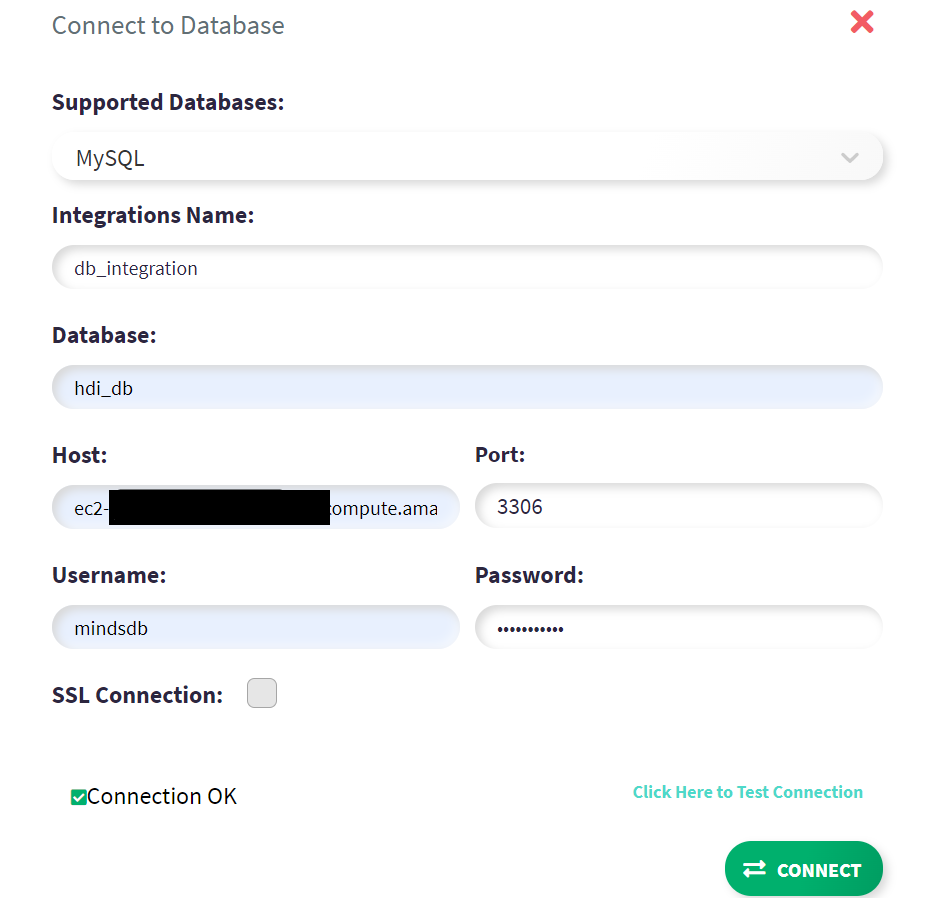 Connect to Database
Supported Databases:
MySQL
Integrations Name:
db_integration
Database:
hdi_db
Host: Port:
ec2- compute.ama 3306
Username: Password:
mindsdb •••••••••••
SSL Connection:
Connection OK Click Here to Test Connection
CONNECT